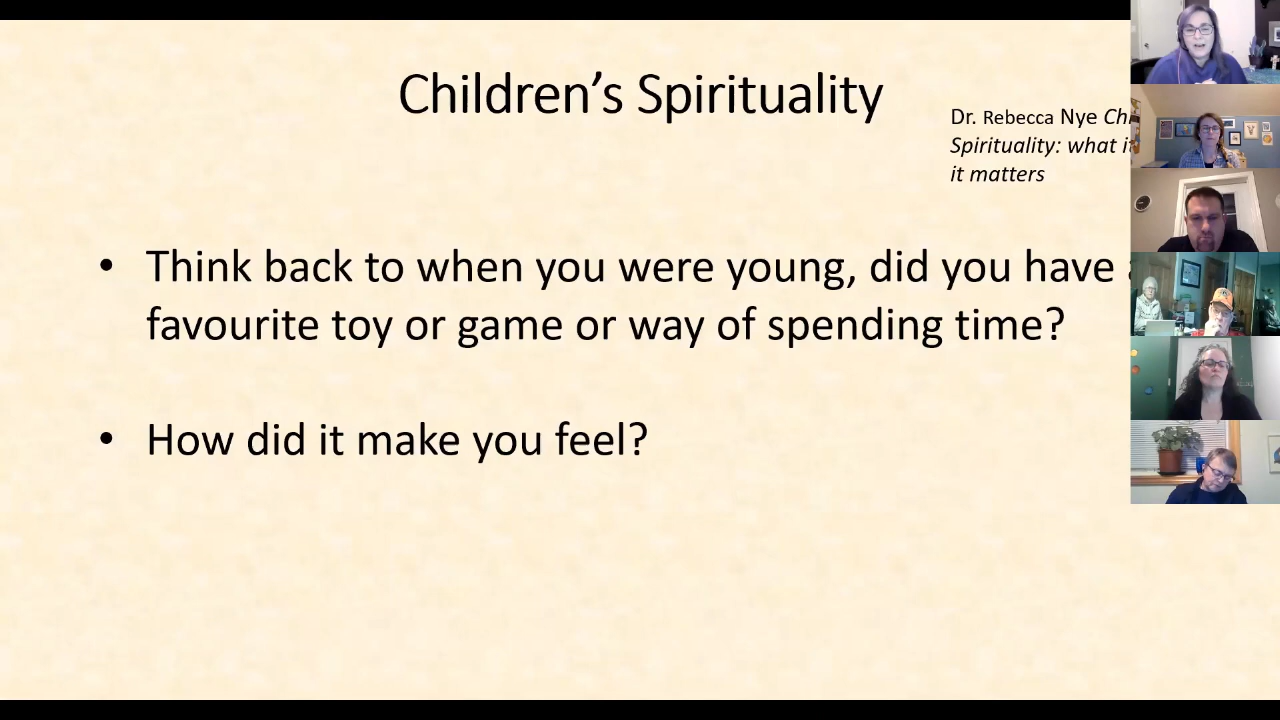 Children’s Spirituality
Dr. Rebecca Nye
Spirituality: what
it matters
• Think back to when you were young, did you have
favourite toy or game or way of spending time?
• How did it make you feel?